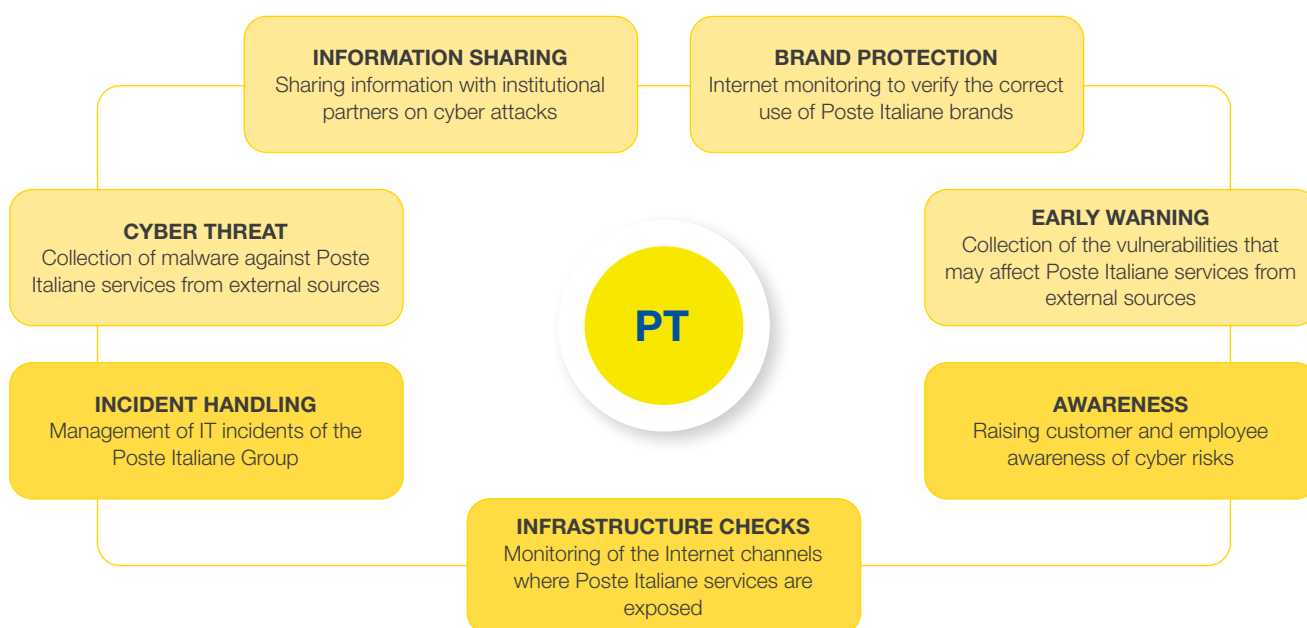 INFORMATION SHARING
Sharing information with institutional
partners on cyber attacks
BRAND PROTECTION
Internet monitoring to verify the correct
use of Poste Italiane brands
CYBER THREAT
Collection of malware against Poste
Italiane services from external sources
EARLY WARNING
Collection of the vulnerabilities that
may affect Poste Italiane services from
external sources
PT
INCIDENT HANDLING
Management of IT incidents of the
Poste Italiane Group
AWARENESS
Raising customer and employee
awareness of cyber risks
INFRASTRUCTURE CHECKS
Monitoring of the Internet channels
where Poste Italiane services are
exposed